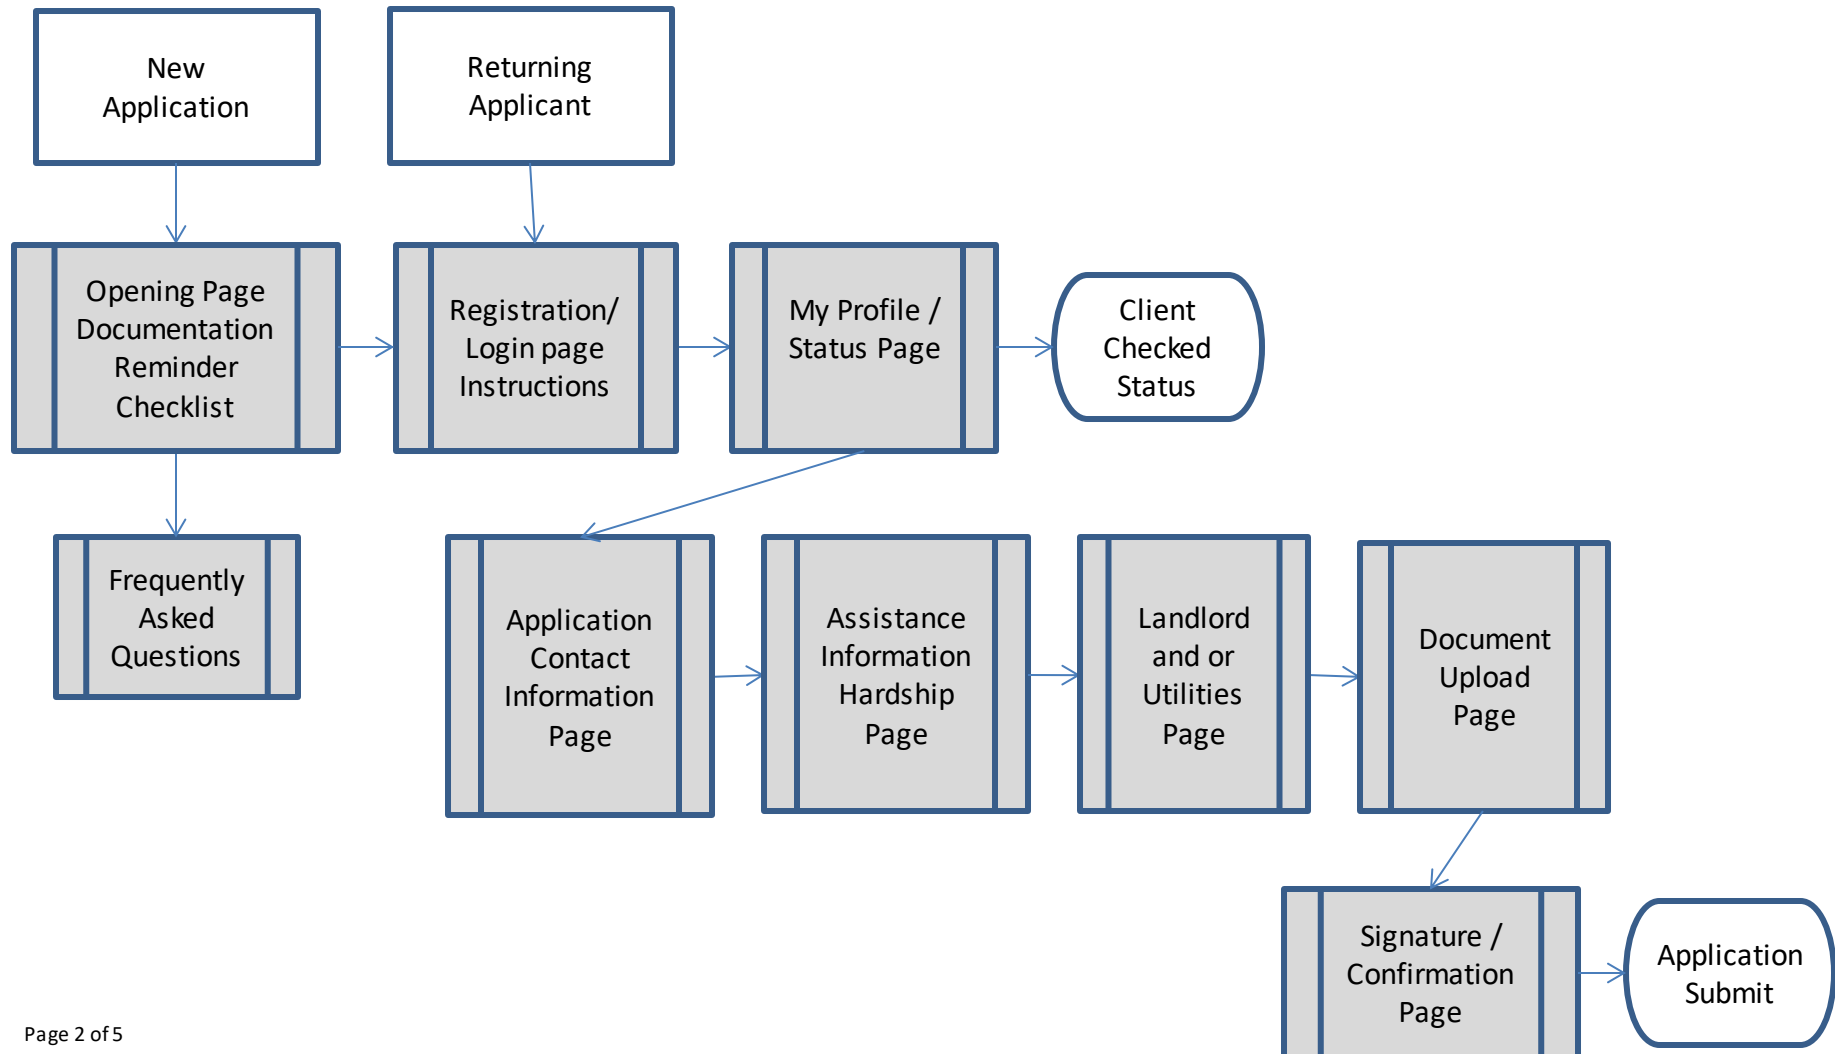 New
Application
Returning
Applicant
Opening Page
Documentation
Reminder
Checklist
Registration/
Login page
Instructions
My Profile /
Status Page
Client
Checked
Status
Frequently
Asked
Questions
Application
Contact
Information
Page
Assistance
Information
Hardship
Page
Landlord
and or
Utilities
Page
Document
Upload
Page
Signature /
Confirmation
Page
Application
Submit
Page 2 of 5